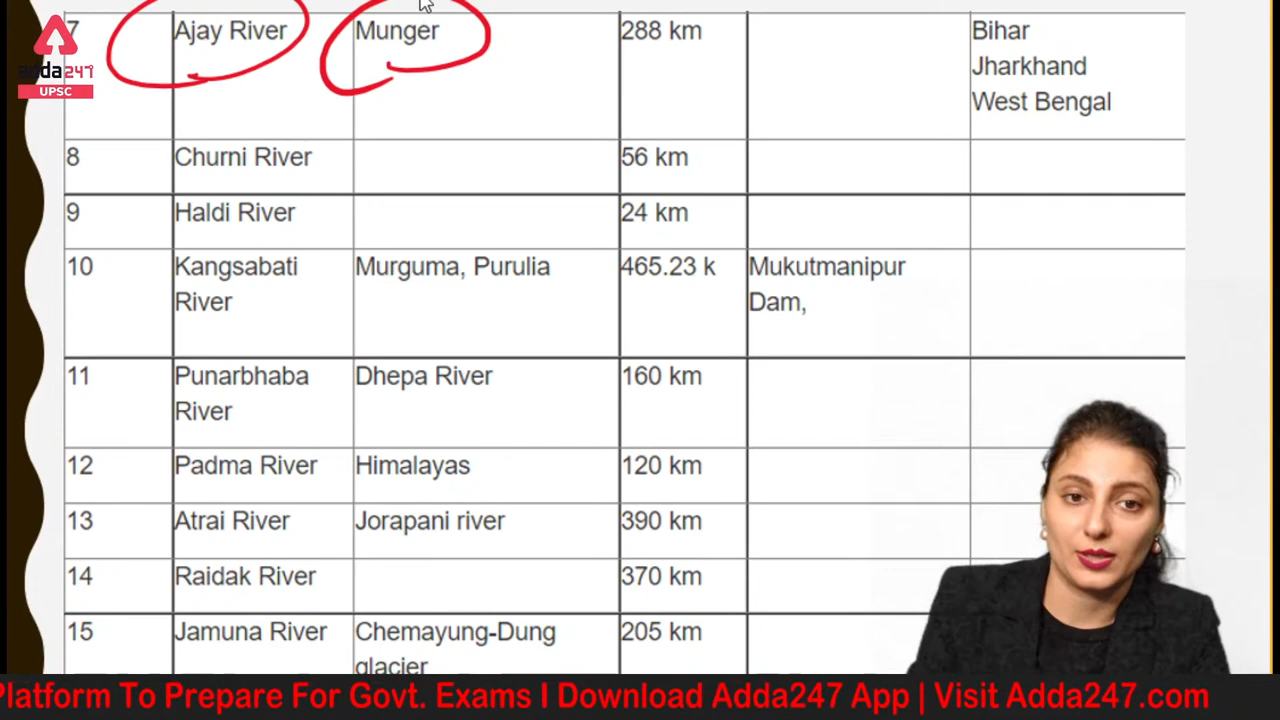 7 Ajay River Munger 288 km Bihar
Jharkhand
West Bengal
adda247
UPSC
8 Churni River 56 km
9 Haldi River 24 km
10 Kangsabati Murguma, Purulia 465.23 k Mukutmanipur
River Dam,
11 Punarbhaba Dhepa River 160 km
River
12 Padma River Himalayas 120 km
13 Atrai River Jorapani river 390 km
14 Raidak River 370 km
15 Jamuna River Chemayung-Dung 205 km
glacier
Platform To Prepare For Govt. Exams I Download Adda247 App | Visit Adda247.com